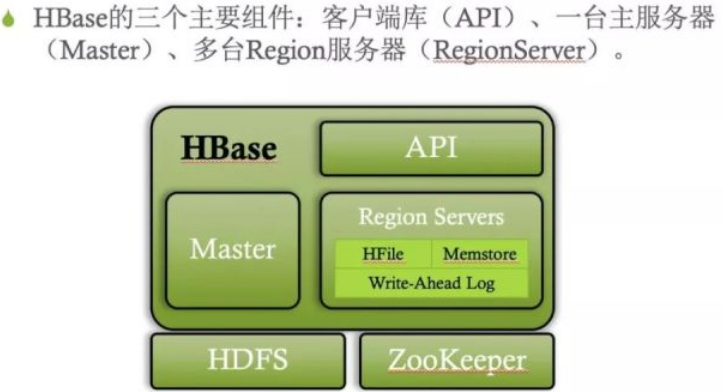 HBase的三个主要组件：客户端库（API）、一台主服务器
（Master）、多台Region服务器（RegionServer）。
HBase
API
Master
Region Servers
HFile
Memstore
Write-Ahead Log
HDFS
ZooKeeper